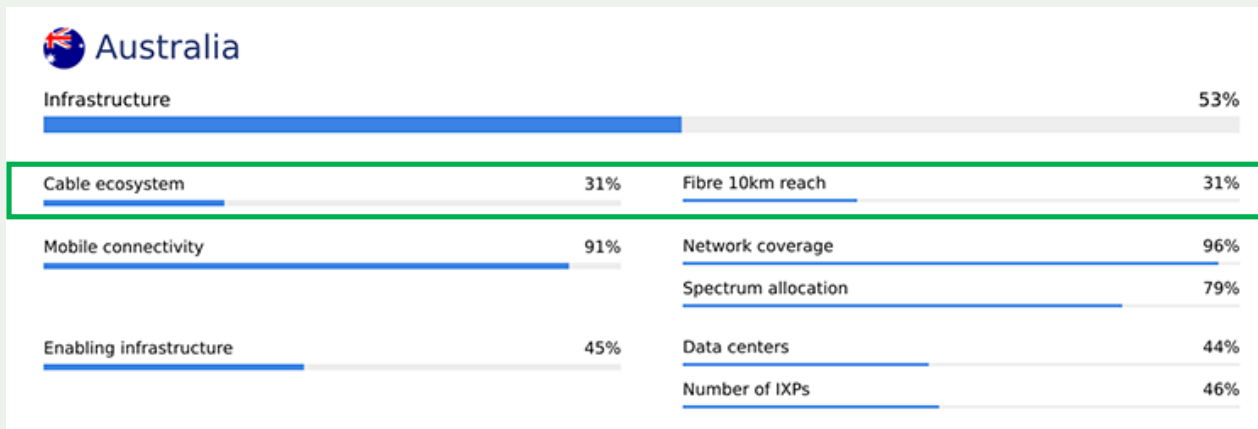 Australia
Infrastructure 53%
Cable ecosystem 31% Fibre 10km reach 31%
Mobile connectivity 91% Network coverage 96%
Spectrum allocation 79%
Enabling infrastructure 45% Data centers 44%
Number of IXPs 46%